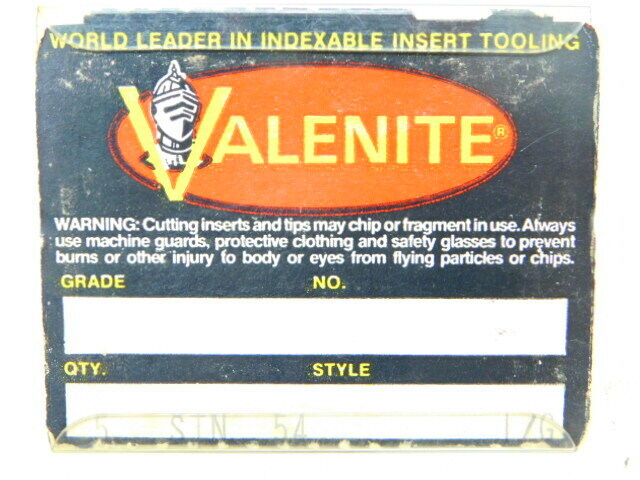 WORLD LEADER IN INDEXABLE INSERT TOOLING
VALENITE®
WARNING: Cutting inserts and tips may chip or fragment in use. Always
use machine guards, protective clothing and safety glasses to prevent
burns or other injury to body or eyes from flying particles or chips.
GRADE NO.
QTY. STYLE
5 STN 54